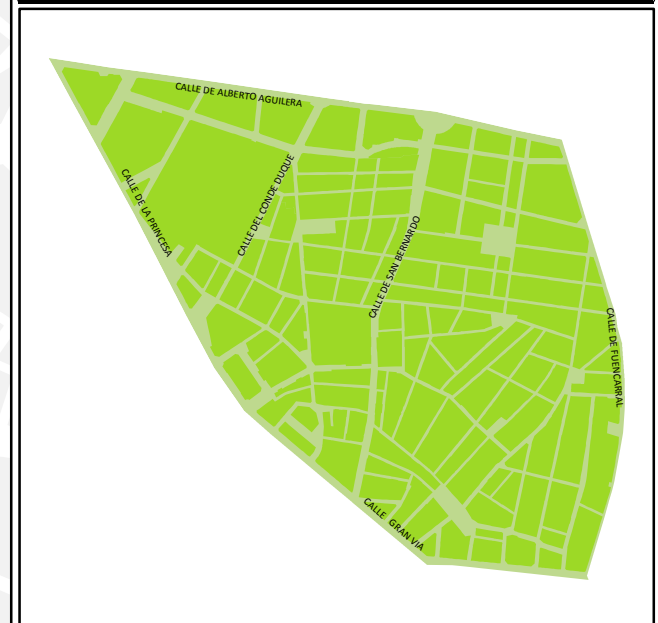 CALLE DE ALBERTO AGUILERA
CALLE DE LA PRINCESA
CALLE DEL CONDE DUQUE
CALLE DE SAN BERNARDO
CALLE DE FUENCARRAL
CALLE GRAN VIA